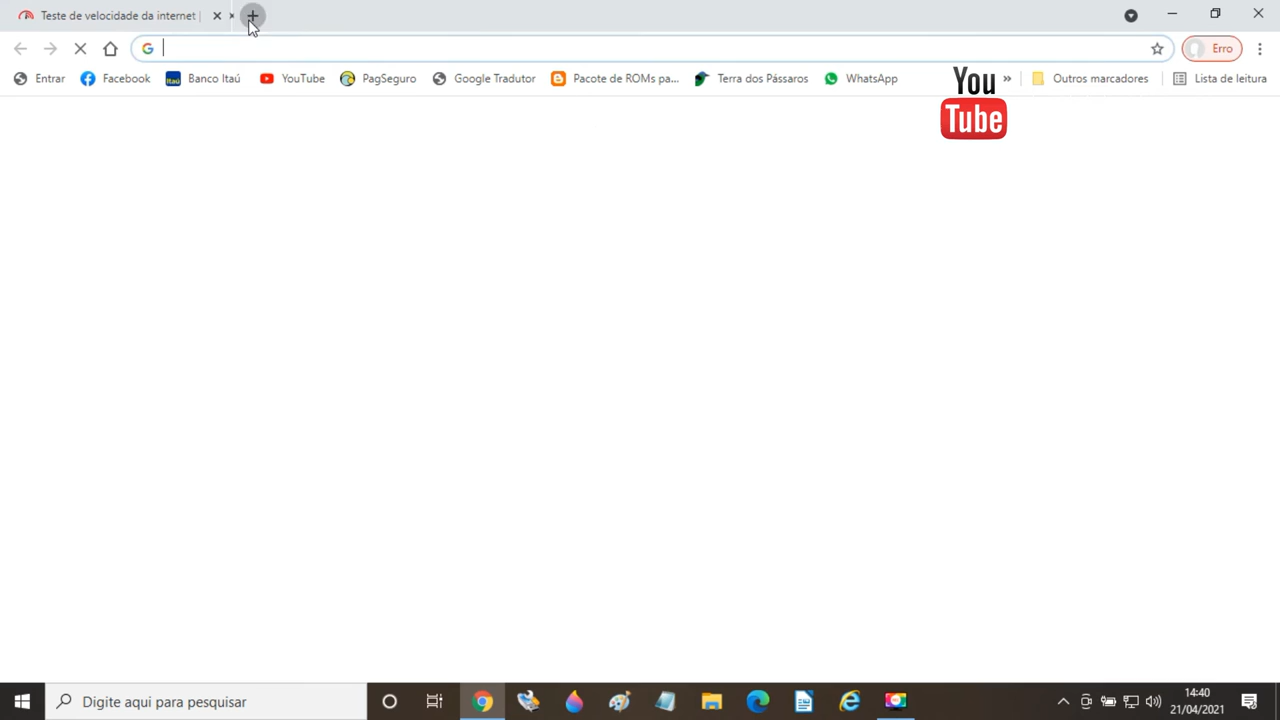 Teste de velocidade da internet |
Erro
Entrar
Facebook
Banco Itaú
YouTube
PagSeguro
Google Tradutor
Pacote de ROMs pa...
Terra dos Pássaros
WhatsApp
»
Outros marcadores
Lista de leitura
You
Tube
Digite aqui para pesquisar
14:40
21/04/2021